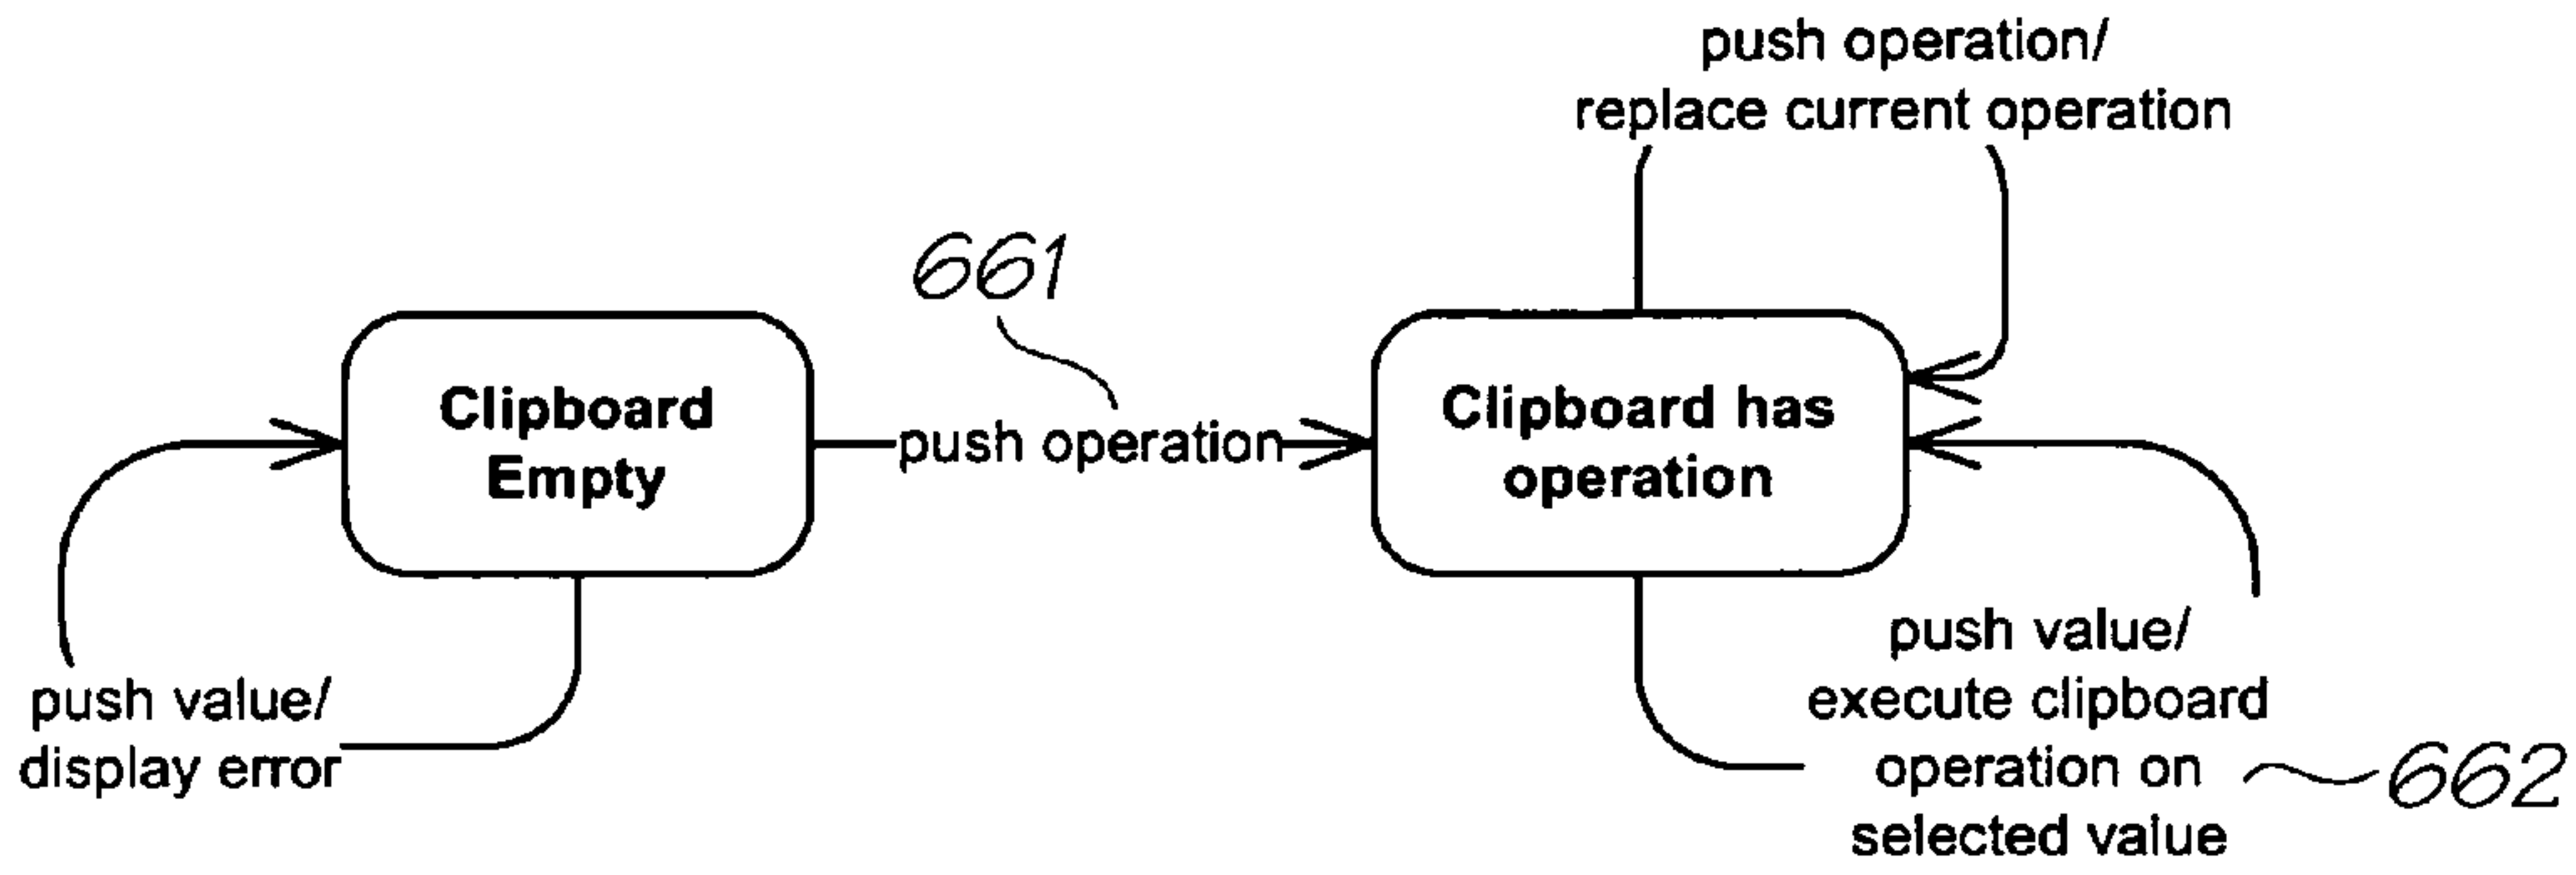 push operation/
replace current operation
661
Clipboard
Empty
push operation
Clipboard has
operation
push value/
display error
push value/
execute clipboard
operation on
selected value
662